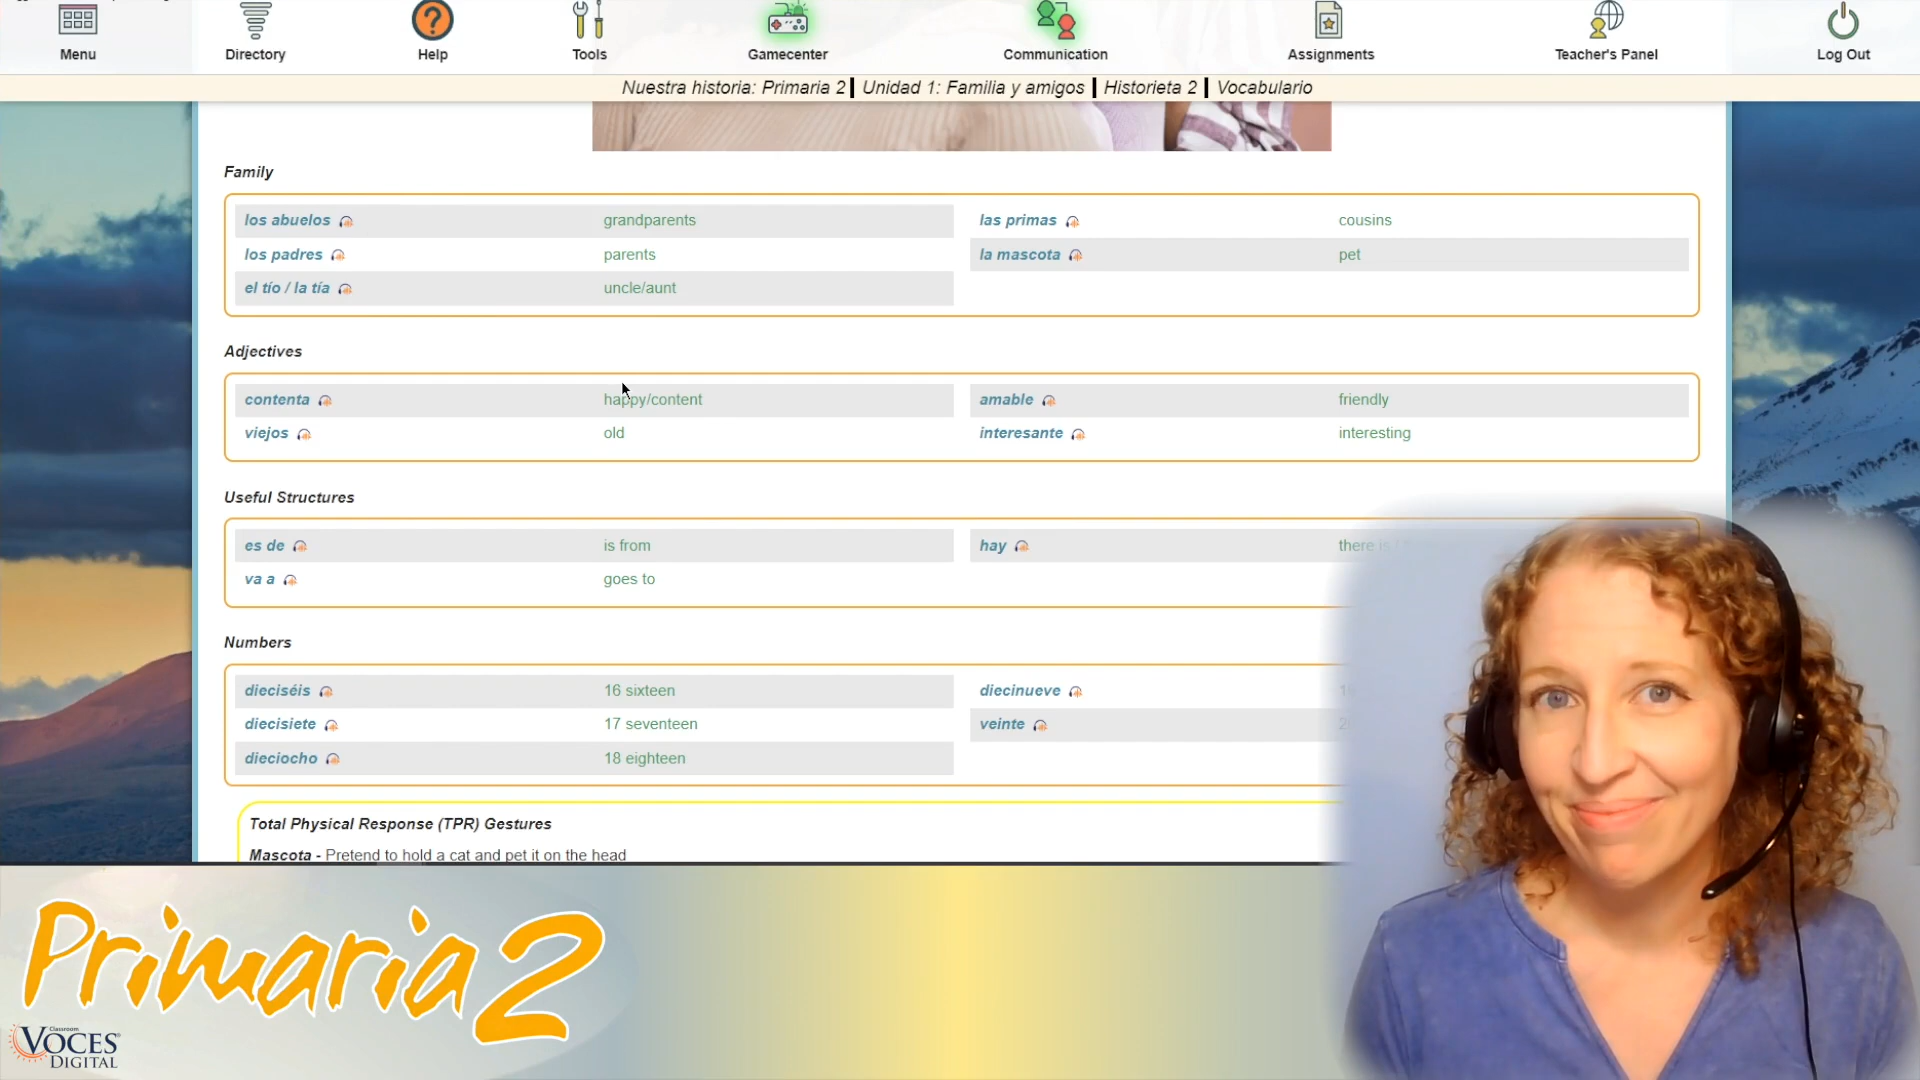 Menu
Directory
Help
Tools
Gamecenter
Communication
Assignments
Teacher's Panel
Log Out
Nuestra historia: Primaria 2 | Unidad 1: Familia y amigos | Historieta 2 | Vocabulario
Family
los abuelos grandparents
las primas cousins
los padres parents
la mascota pet
el tío / la tía uncle/aunt
Adjectives
contenta happy/content
amable friendly
viejos old
interesante interesting
Useful Structures
es de is from
hay there is
va a goes to
Numbers
dieciséis 16 sixteen
diecinueve
diecisiete 17 seventeen
veinte
dieciocho 18 eighteen
Total Physical Response (TPR) Gestures
Mascota - Pretend to hold a cat and pet it on the head
Primaria 2
Classroom
VOCES®
DIGITAL